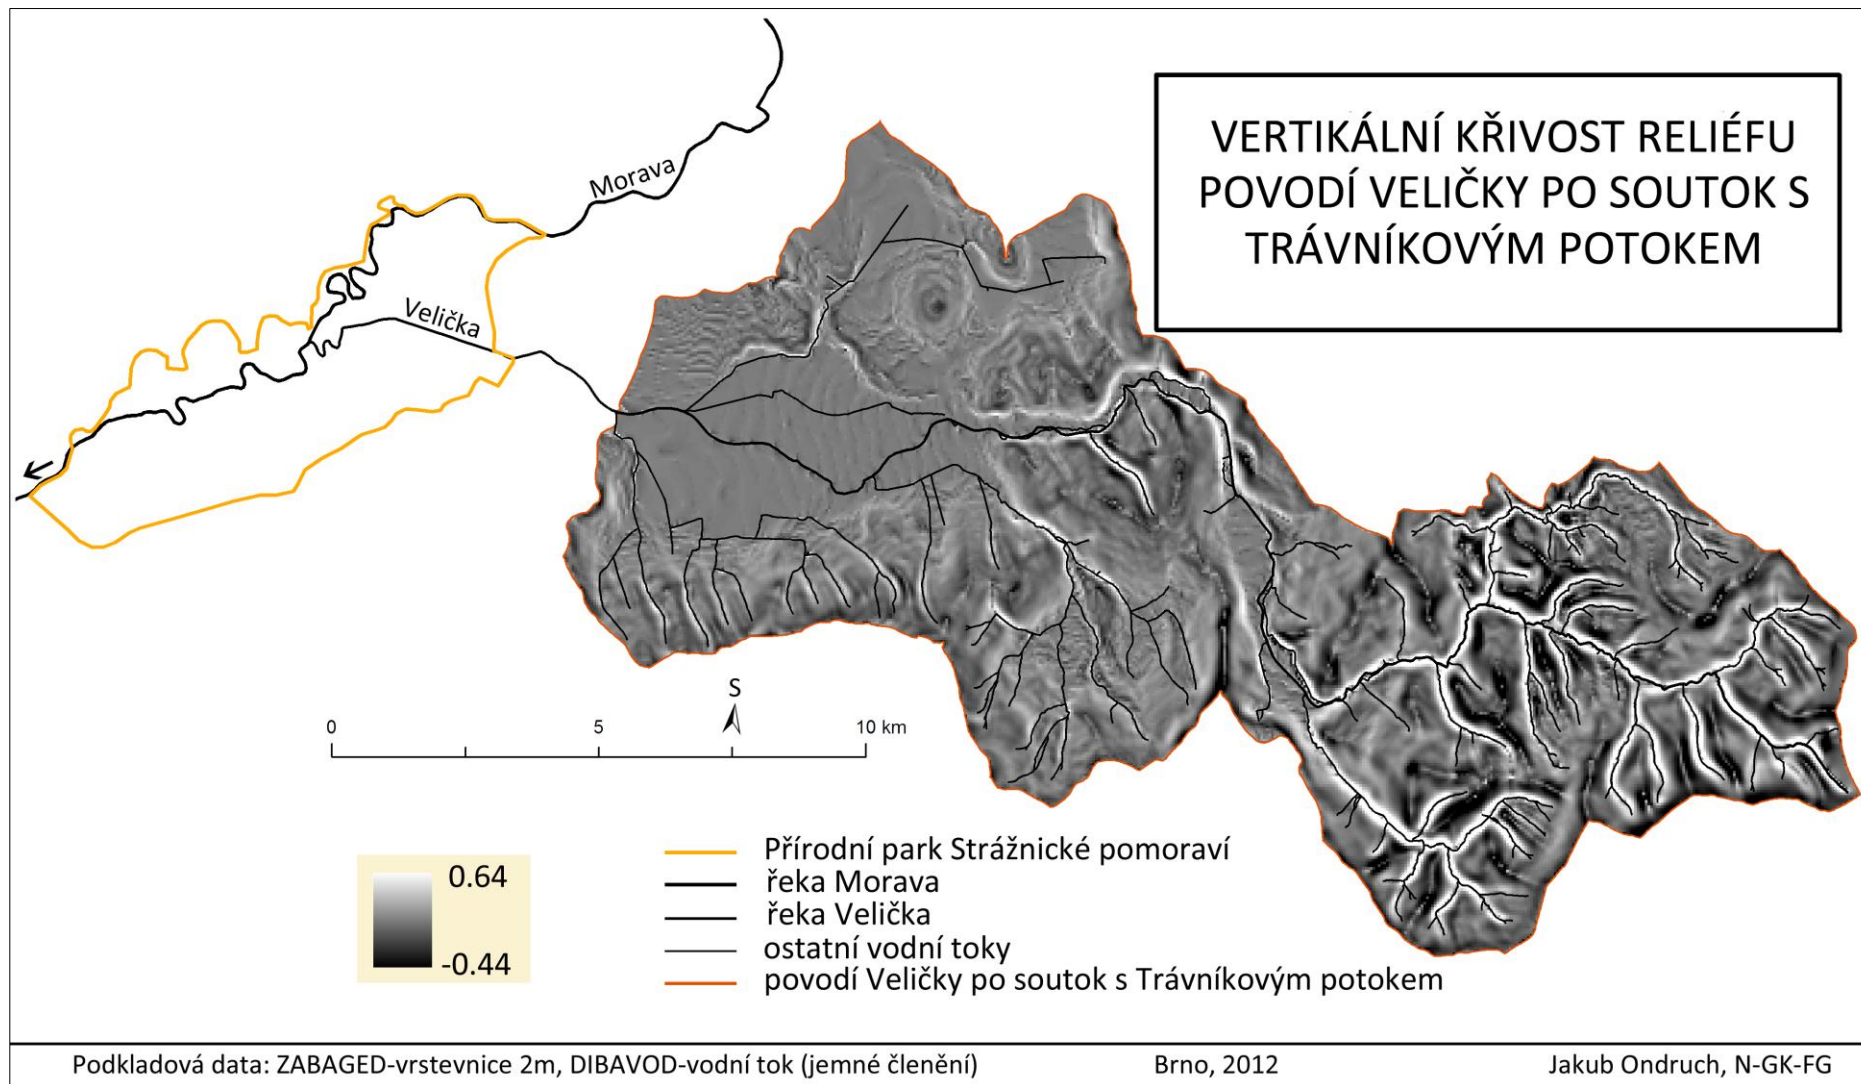 VERTIKÁLNÍ KŘIVOST RELIÉFU
POVODÍ VELIČKY PO SOUTOK S
TRÁVNÍKOVÝM POTOKEM
Morava
Velička
S
0 5 10 km
0.64
-0.44
Přírodní park Strážnické pomoraví
řeka Morava
řeka Velička
ostatní vodní toky
povodí Veličky po soutok s Trávníkovým potokem
Podkladová data: ZABAGED-vrstevnice 2m, DIBAVOD-vodní tok (jemné členění) Brno, 2012 Jakub Ondruch, N-GK-FG